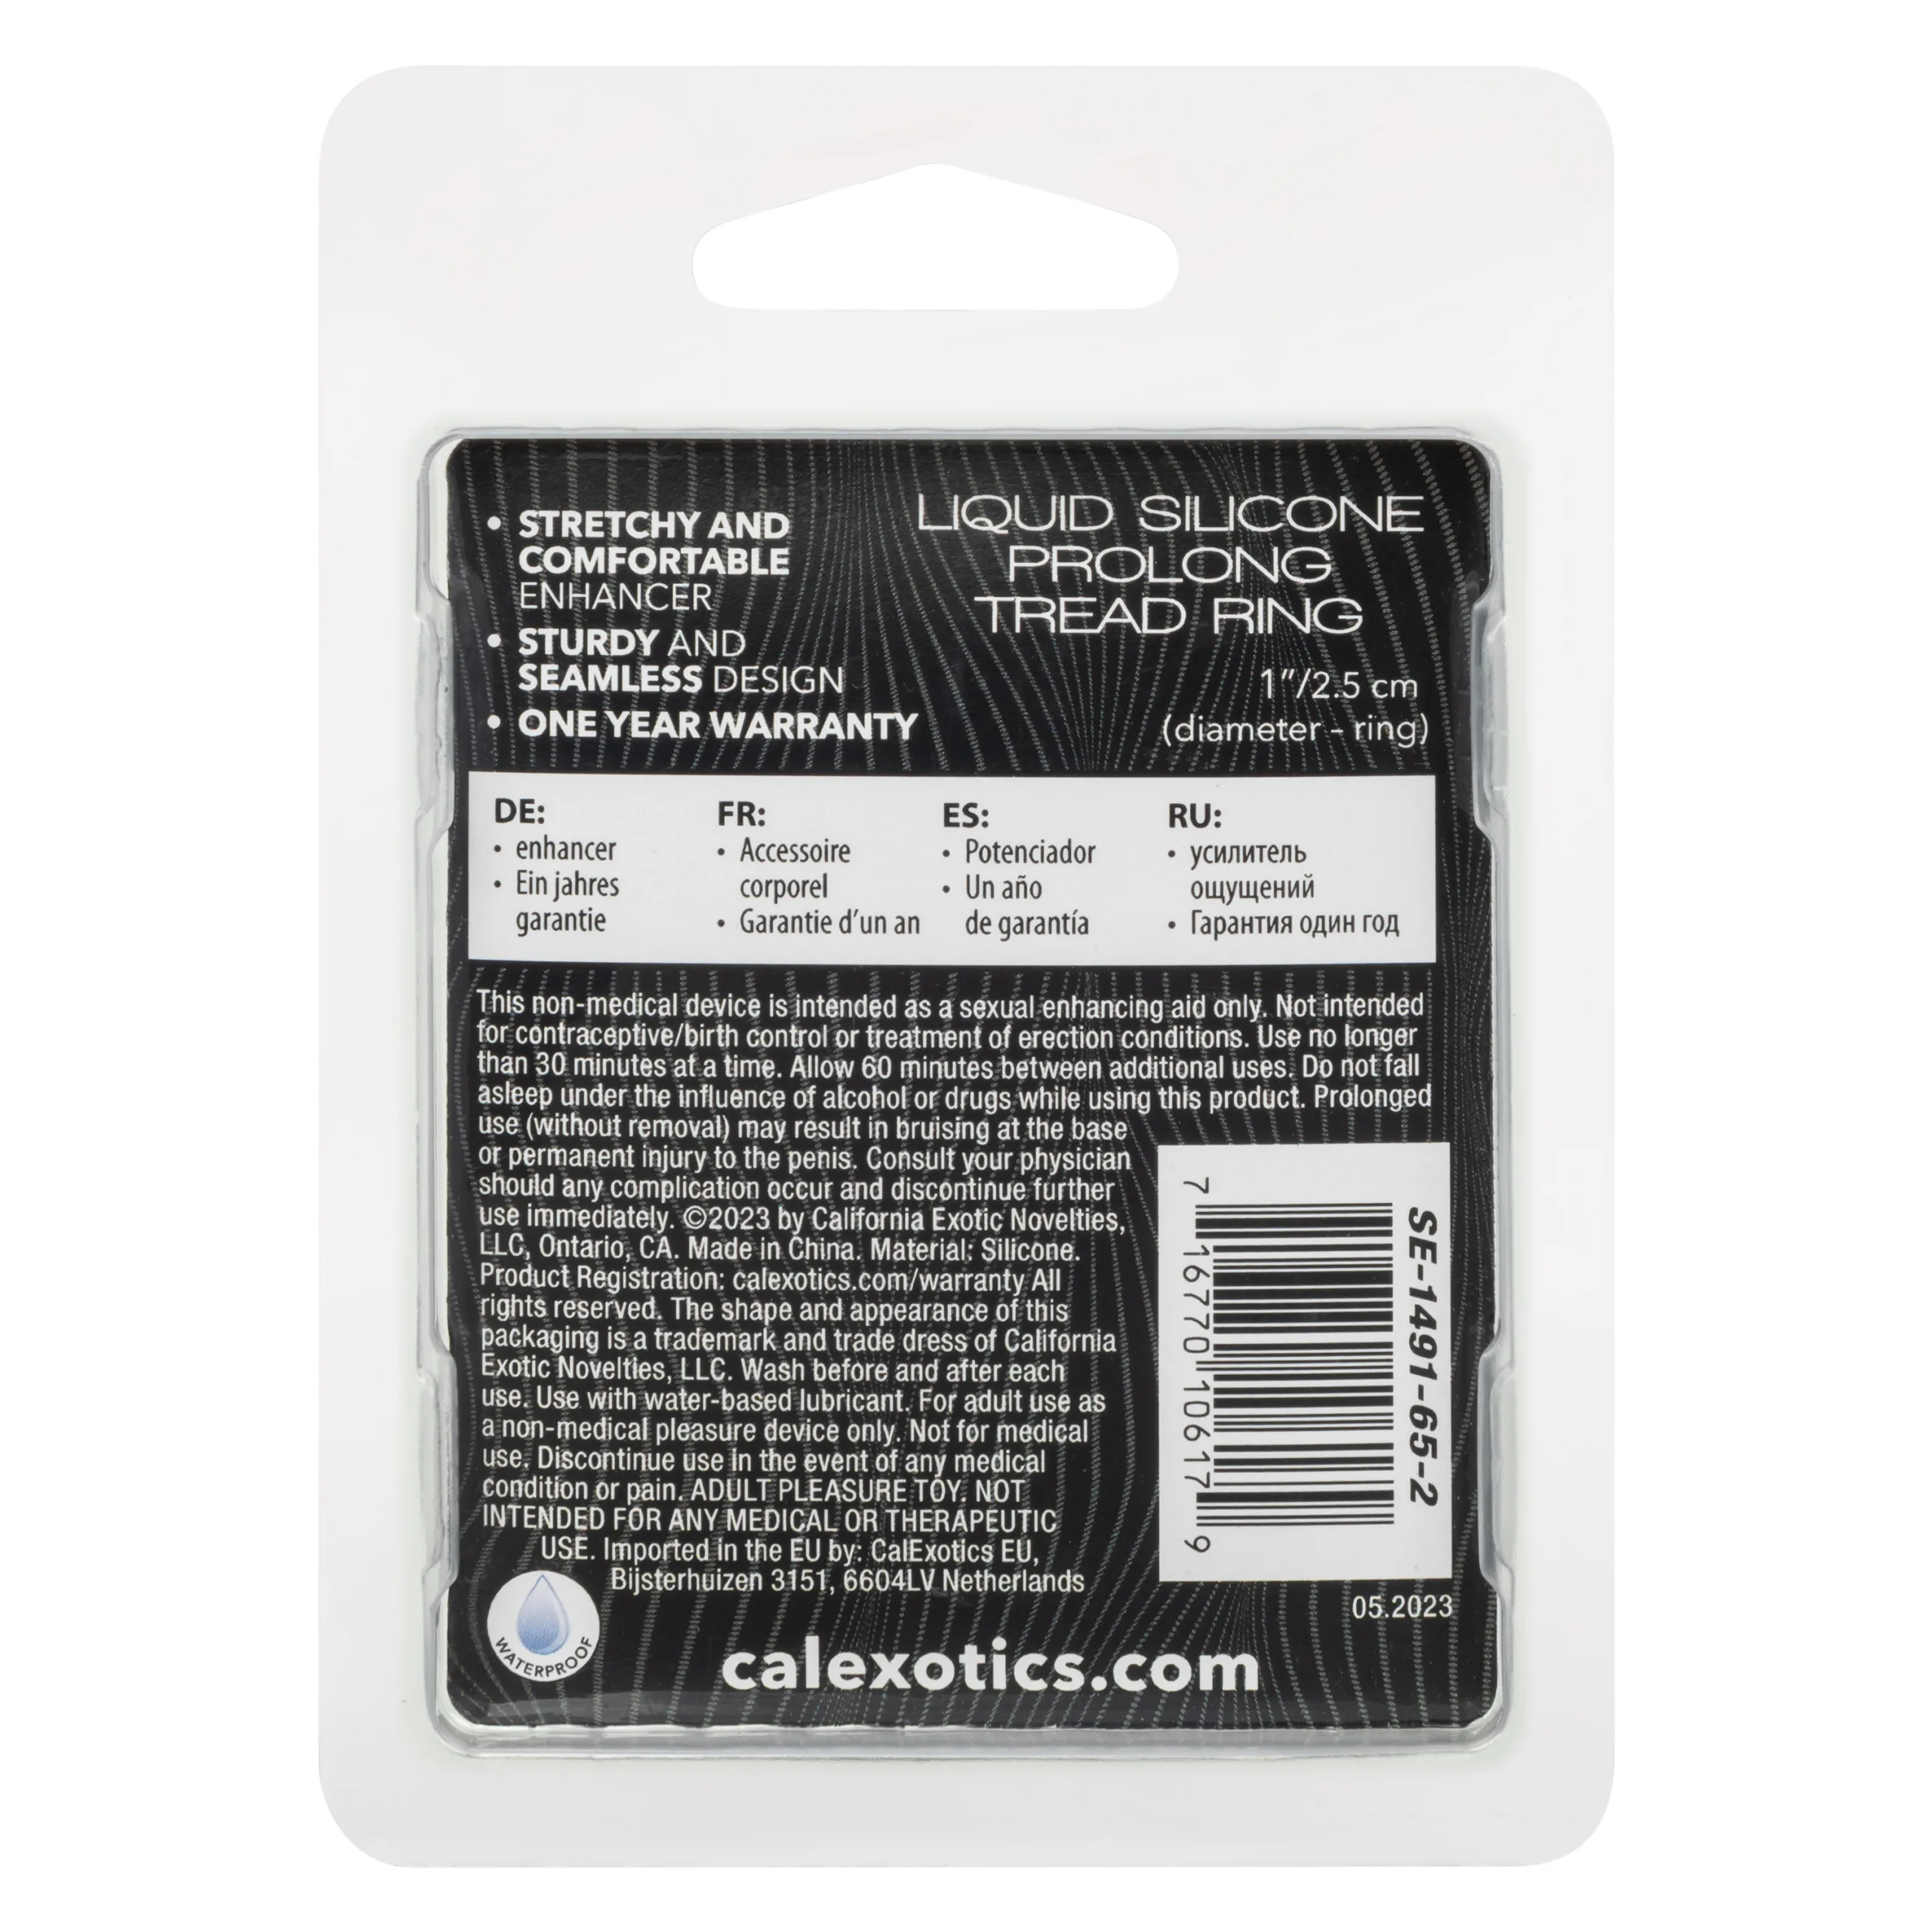 • STRETCHY AND
COMFORTABLE
ENHANCER
• STURDY AND
SEAMLESS DESIGN
• ONE YEAR WARRANTY
LIQUID SILICONE
PROLONG
TREAD RING
1"/2.5 cm
(diameter - ring)
DE:
• enhancer
• Ein jahres
garantie
FR:
• Accessoire
corporel
• Garantie d'un an
ES:
• Potenciador
• Un año
de garantía
RU:
• усилитель
ощущений
• Гарантия один год
This non-medical device is intended as a sexual enhancing aid only. Not intended
for contraceptive/birth control or treatment of erection conditions. Use no longer
than 30 minutes at a time. Allow 60 minutes between additional uses. Do not fall
asleep under the influence of alcohol or drugs while using this product. Prolonged
use (without removal) may result in bruising at the base
or permanent injury to the penis. Consult your physician
should any complication occur and discontinue further
use immediately. ©2023 by California Exotic Novelties,
LLC, Ontario, CA. Made in China. Material: Silicone.
Product Registration: calexotics.com/warranty All
rights reserved. The shape and appearance of this
packaging is a trademark and trade dress of California
Exotic Novelties, LLC. Wash before and after each
use. Use with water-based lubricant. For adult use as
a non-medical pleasure device only. Not for medical
use. Discontinue use in the event of any medical
condition or pain. ADULT PLEASURE TOY. NOT
INTENDED FOR ANY MEDICAL OR THERAPEUTIC
USE. Imported in the EU by: CalExotics EU,
Bijsterhuizen 3151, 6604LV Netherlands
SE-1491-65-2
7 16770 10617 9
05.2023
WATERPROOF
calexotics.com